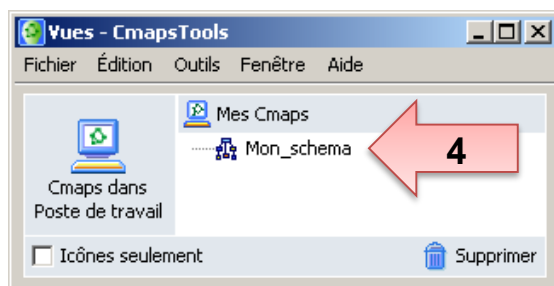 Vues - CmapsTools
Fichier Édition Outils Fenêtre Aide
Mes Cmaps
Mon_schema
4
Cmaps dans
Poste de travail
Icônes seulement
Supprimer